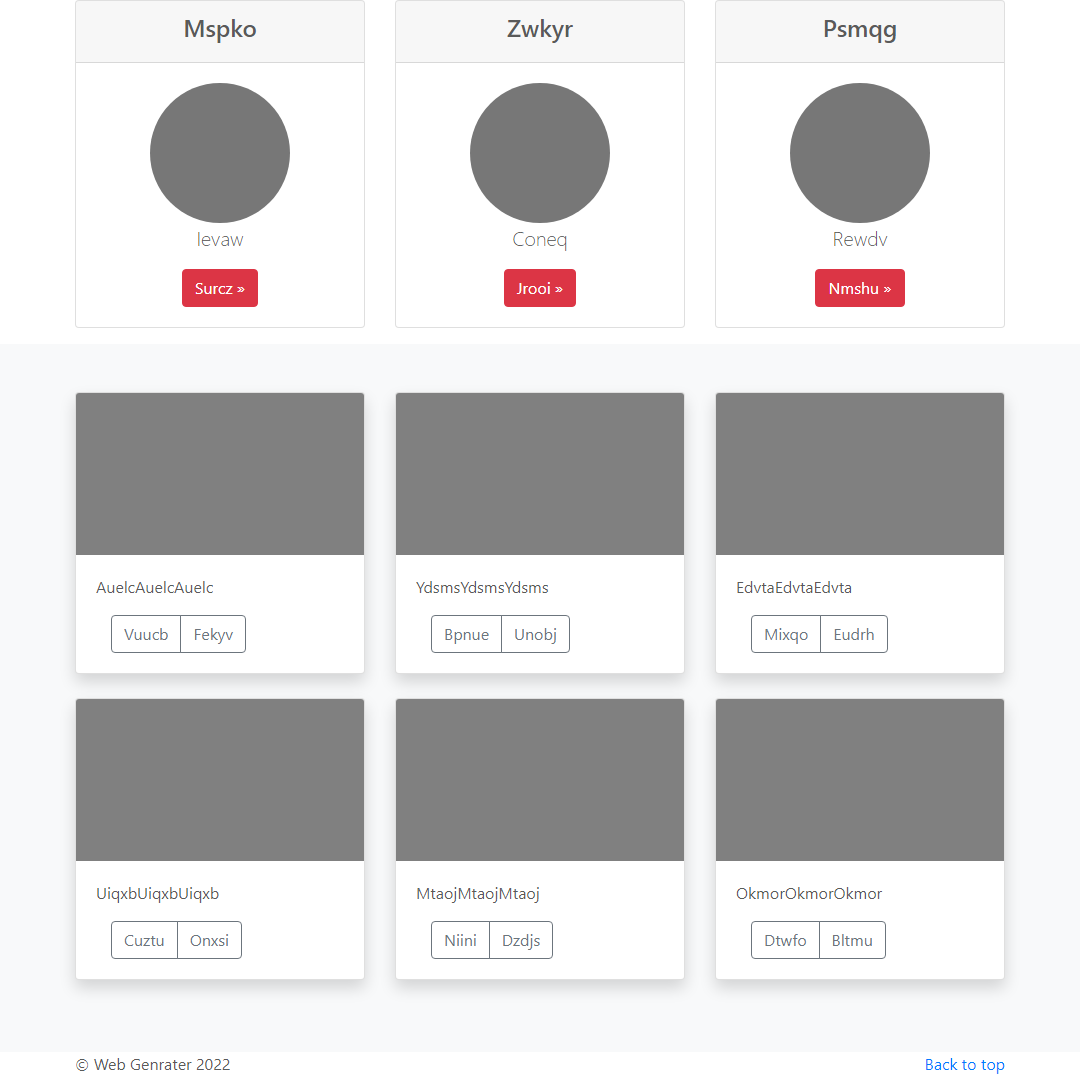 Mspko
Zwkyr
Psmqg
Coneq
Rewdv
Surcz »
Jrooi »
Nmshu »
AuelcAuelcAuelc
YdsmsYdsmsYdsms
EdvtaEdvtaEdvta
Vuucb Fekyv
Bpnue Unobj
Mixqo Eudrh
UiqxbUiqxbUiqxb
MtaojMtaojMtaoj
OkmorOkmorOkmor
Cuztu Onxsi
Niini Dzdjs
Dtwfo Bltmu
© Web Genrater 2022
Back to top